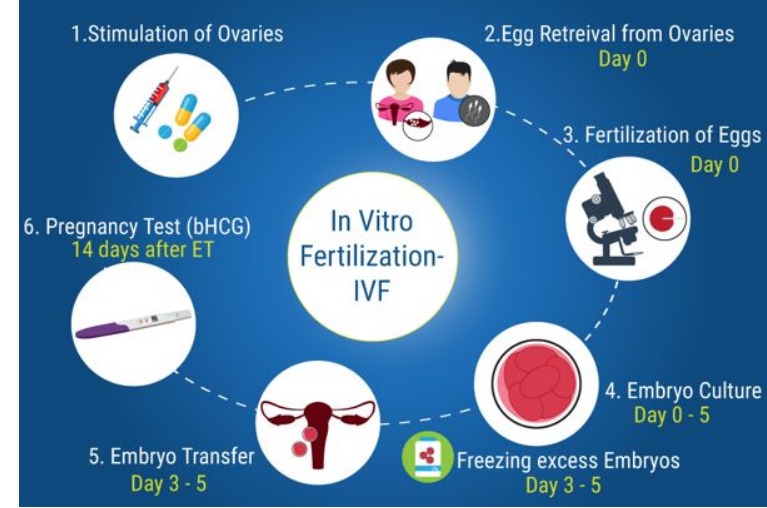 1.Stimulation of Ovaries
2.Egg Retreival from Ovaries
Day 0
3. Fertilization of Eggs
Day 0
In Vitro
Fertilization-
IVF
6. Pregnancy Test (bHCG)
14 days after ET
4. Embryo Culture
Day 0 - 5
5. Embryo Transfer
Day 3 - 5
Freezing excess Embryos
Day 3 - 5